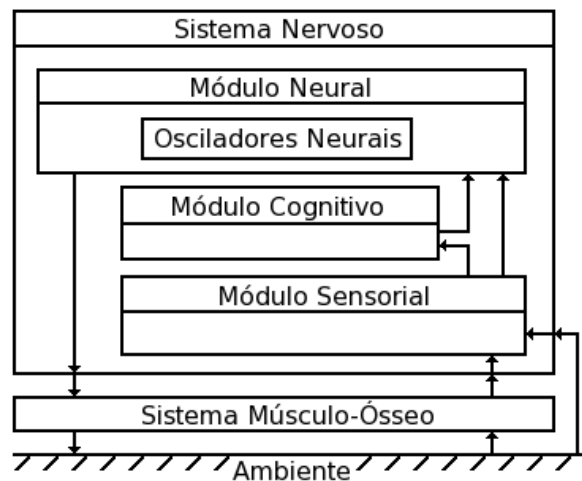 Sistema Nervoso
Módulo Neural
Osciladores Neurais
Módulo Cognitivo
Módulo Sensorial
Sistema Músculo-Ósseo
Ambiente